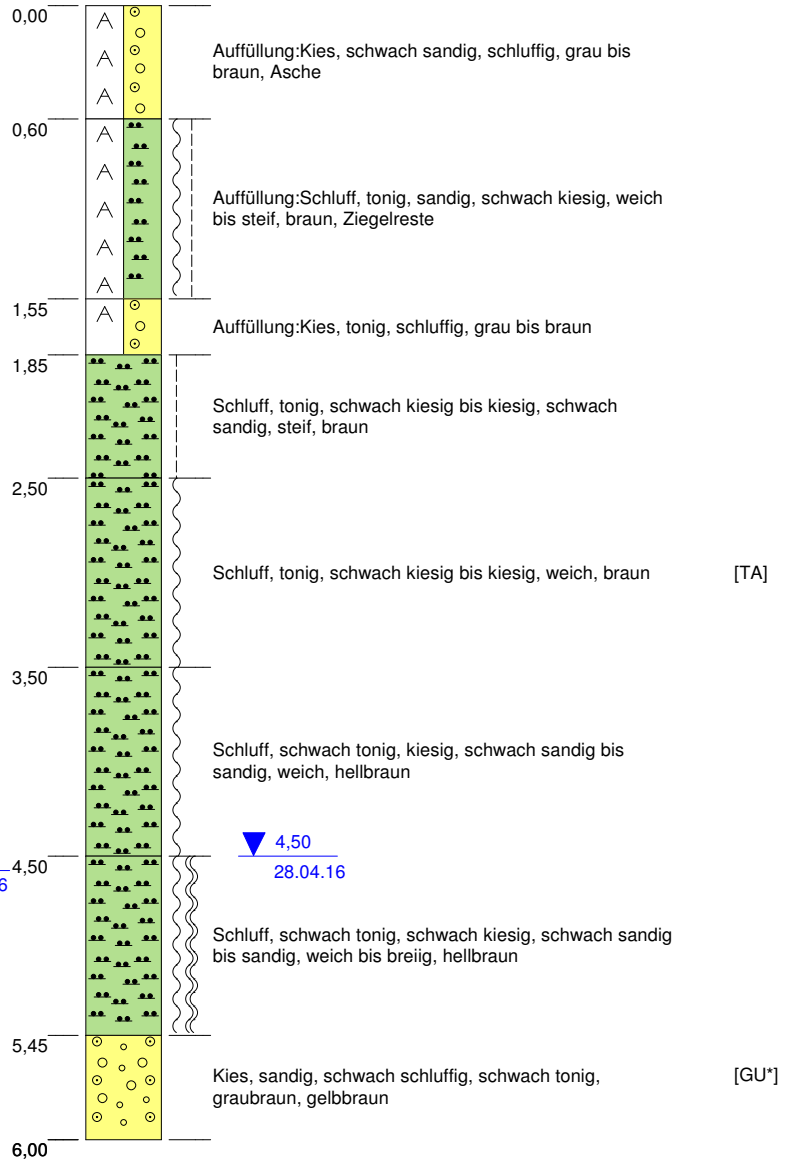 0,00
Auffüllung:Kies, schwach sandig, schluffig, grau bis
braun, Asche
0,60
Auffüllung:Schluff, tonig, sandig, schwach kiesig, weich
bis steif, braun, Ziegelreste
1,55
Auffüllung:Kies, tonig, schluffig, grau bis braun
1,85
Schluff, tonig, schwach kiesig bis kiesig, schwach
sandig, steif, braun
2,50
Schluff, tonig, schwach kiesig bis kiesig, weich, braun [TA]
3,50
Schluff, schwach tonig, kiesig, schwach sandig bis
sandig, weich, hellbraun
4,50
4,50
28.04.16
6
Schluff, schwach tonig, schwach kiesig, schwach sandig
bis sandig, weich bis breiig, hellbraun
5,45
Kies, sandig, schwach schluffig, schwach tonig, [GU*]
graubraun, gelbbraun
6,00
A
A
A
A
A
A
A
A
A